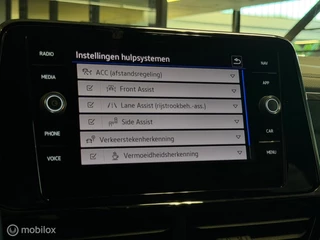 Instellingen hulpsystemen
RADIO
MEDIA
PHONE
VOICE
ACC (afstandsregeling)
Front Assist
Lane Assist (rijstrookbeh.-ass.)
Side Assist
Verkeerstekenherkenning
Vermoeidheidsherkenning
NAV
APP
CAR
MENU
© mobilox